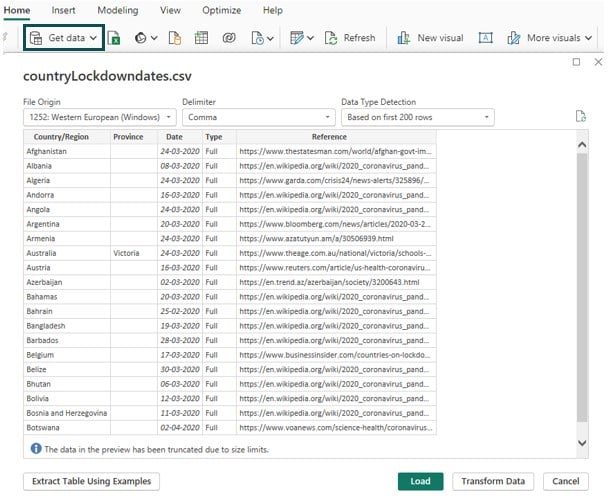 Home Insert Modeling View Optimize Help
Get data Refresh New visual A More visuals
countryLockdowndates.csv
File Origin Delimiter Data Type Detection
1252: Western European (Windows) Comma Based on first 200 rows
Country/Region Province Date Type Reference
Afghanistan 24-03-2020 Full https://www.thestatesman.com/world/afghan-govt-im...
Albania 08-03-2020 Full https://en.wikipedia.org/wiki/2020_coronavirus_pand...
Algeria 24-03-2020 Full https://www.garda.com/crisis24/news-alerts/325896/...
Andorra 16-03-2020 Full https://en.wikipedia.org/wiki/2020_coronavirus_pand...
Angola 24-03-2020 Full https://en.wikipedia.org/wiki/2020_coronavirus_pand...
Argentina 20-03-2020 Full https://www.bloomberg.com/news/articles/2020-03-2...
Armenia 24-03-2020 Full https://www.azatutyun.am/a/30506939.html
Australia Victoria 24-03-2020 Full https://www.theage.com.au/national/victoria/schools-...
Austria 16-03-2020 Full https://www.reuters.com/article/us-health-coronaviru...
Azerbaijan 02-03-2020 Full https://en.trend.az/azerbaijan/society/3200643.html
Bahamas 20-03-2020 Full https://en.wikipedia.org/wiki/2020_coronavirus_pand...
Bahrain 25-02-2020 Full https://en.wikipedia.org/wiki/2020_coronavirus_pand...
Bangladesh 19-03-2020 Full https://en.wikipedia.org/wiki/2020_coronavirus_pand...
Barbados 28-03-2020 Full https://en.wikipedia.org/wiki/2020_coronavirus_pand...
Belgium 17-03-2020 Full https://www.businessinsider.com/countries-on-lockdo...
Belize 30-03-2020 Full https://en.wikipedia.org/wiki/2020_coronavirus_pand...
Bhutan 06-03-2020 Full https://en.wikipedia.org/wiki/2020_coronavirus_pand...
Bolivia 12-03-2020 Full https://en.wikipedia.org/wiki/2020_coronavirus_pand...
Bosnia and Herzegovina 11-03-2020 Full https://en.wikipedia.org/wiki/2020_coronavirus_pand...
Botswana 02-04-2020 Full https://www.voanews.com/science-health/coronavirus...
The data in the preview has been truncated due to size limits.
Extract Table Using Examples Load Transform Data Cancel